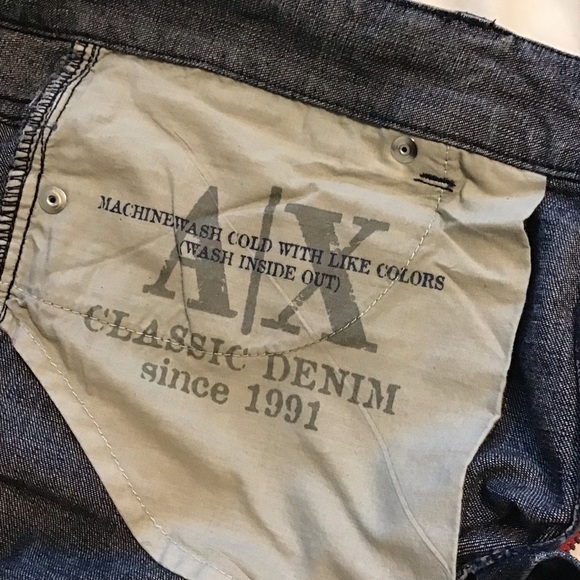 A|X
MACHINEWASH COLD WITH LIKE COLORS
(WASH INSIDE OUT)
CLASSIC DENIM
since 1991